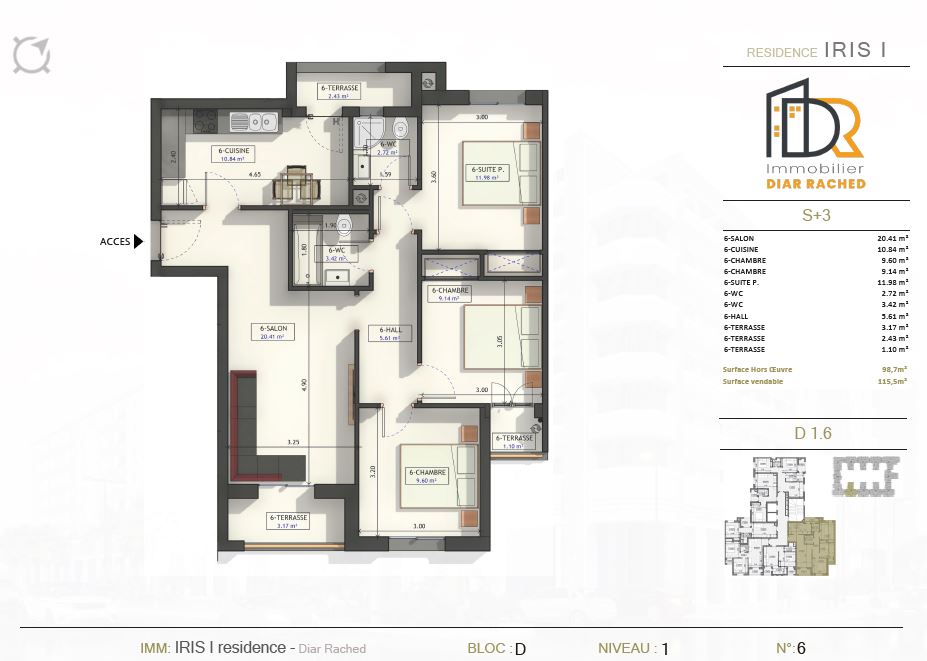 RESIDENCE IRIS I
DR
Immobilier
DIAR RACHED
S+3
6-SALON 20.41 m²
6-CUISINE 10.84 m²
6-CHAMBRE 9.60 m²
6-CHAMBRE 9.14 m²
6-SUITE P. 11.98 m²
6-WC 2.72 m²
6-WC 3.42 m²
6-HALL 5.61 m²
6-TERRASSE 3.17 m²
6-TERRASSE 2.43 m²
6-TERRASSE 1.10 m²
Surface Hors Œuvre 98,7m²
Surface vendable 115,5m²
D 1.6
6-TERRASSE
2.43 m²
6-CUISINE
10.84 m²
2.40
4.65
6-WC
2.72 m²
1.59
3.00
3.60
6-SUITE P.
11.98 m²
ACCES
1.90
1.80
6-WC
3.42 m²
6-CHAMBRE
9.14 m²
3.05
3.00
6-SALON
20.41 m²
6-HALL
5.61 m²
4.90
3.25
6-TERRASSE
1.10 m²
6-CHAMBRE
9.60 m²
3.20
3.00
6-TERRASSE
3.17 m²
IMM: IRIS I residence - Diar Rached BLOC : D NIVEAU : 1 N°: 6